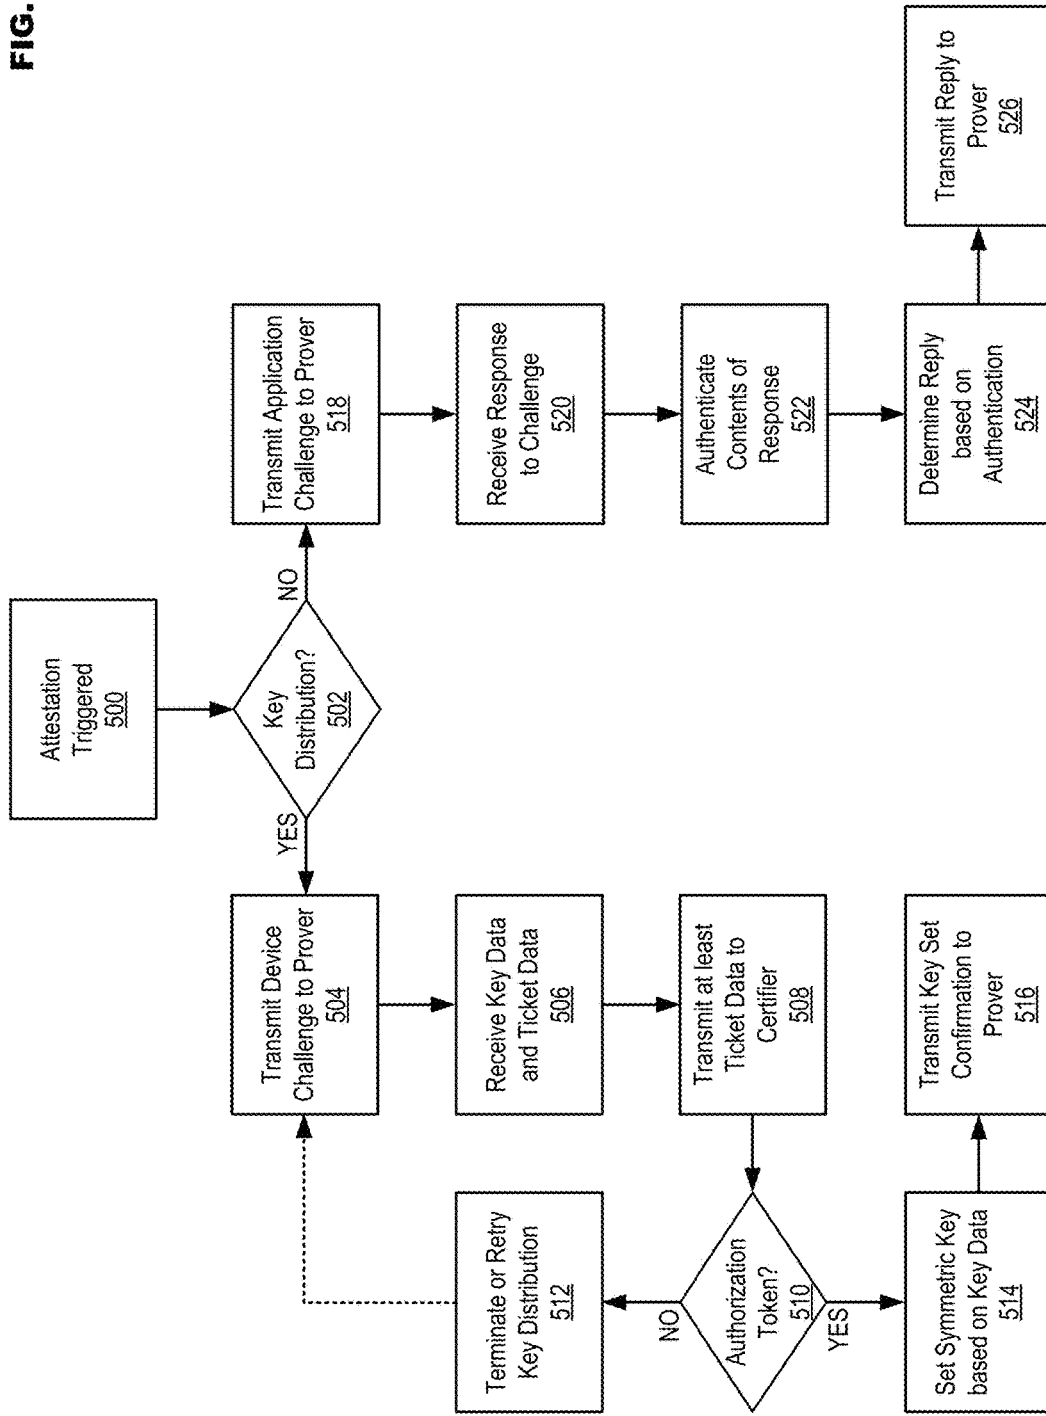 FIG.
Attestation
Triggered
500
Key
Distribution?
502
YES
NO
Transmit Device
Challenge to Prover
504
Receive Key Data
and Ticket Data
506
Transmit at least
Ticket Data to
Certifier
508
Authorization
Token?
510
NO
YES
Terminate or Retry
Key Distribution
512
Set Symmetric Key
based on Key Data
514
Transmit Key Set
Confirmation to
Prover
516
Transmit Application
Challenge to Prover
518
Receive Response
to Challenge
520
Authenticate
Contents of
Response
522
Determine Reply
based on
Authentication
524
Transmit Reply to
Prover
526